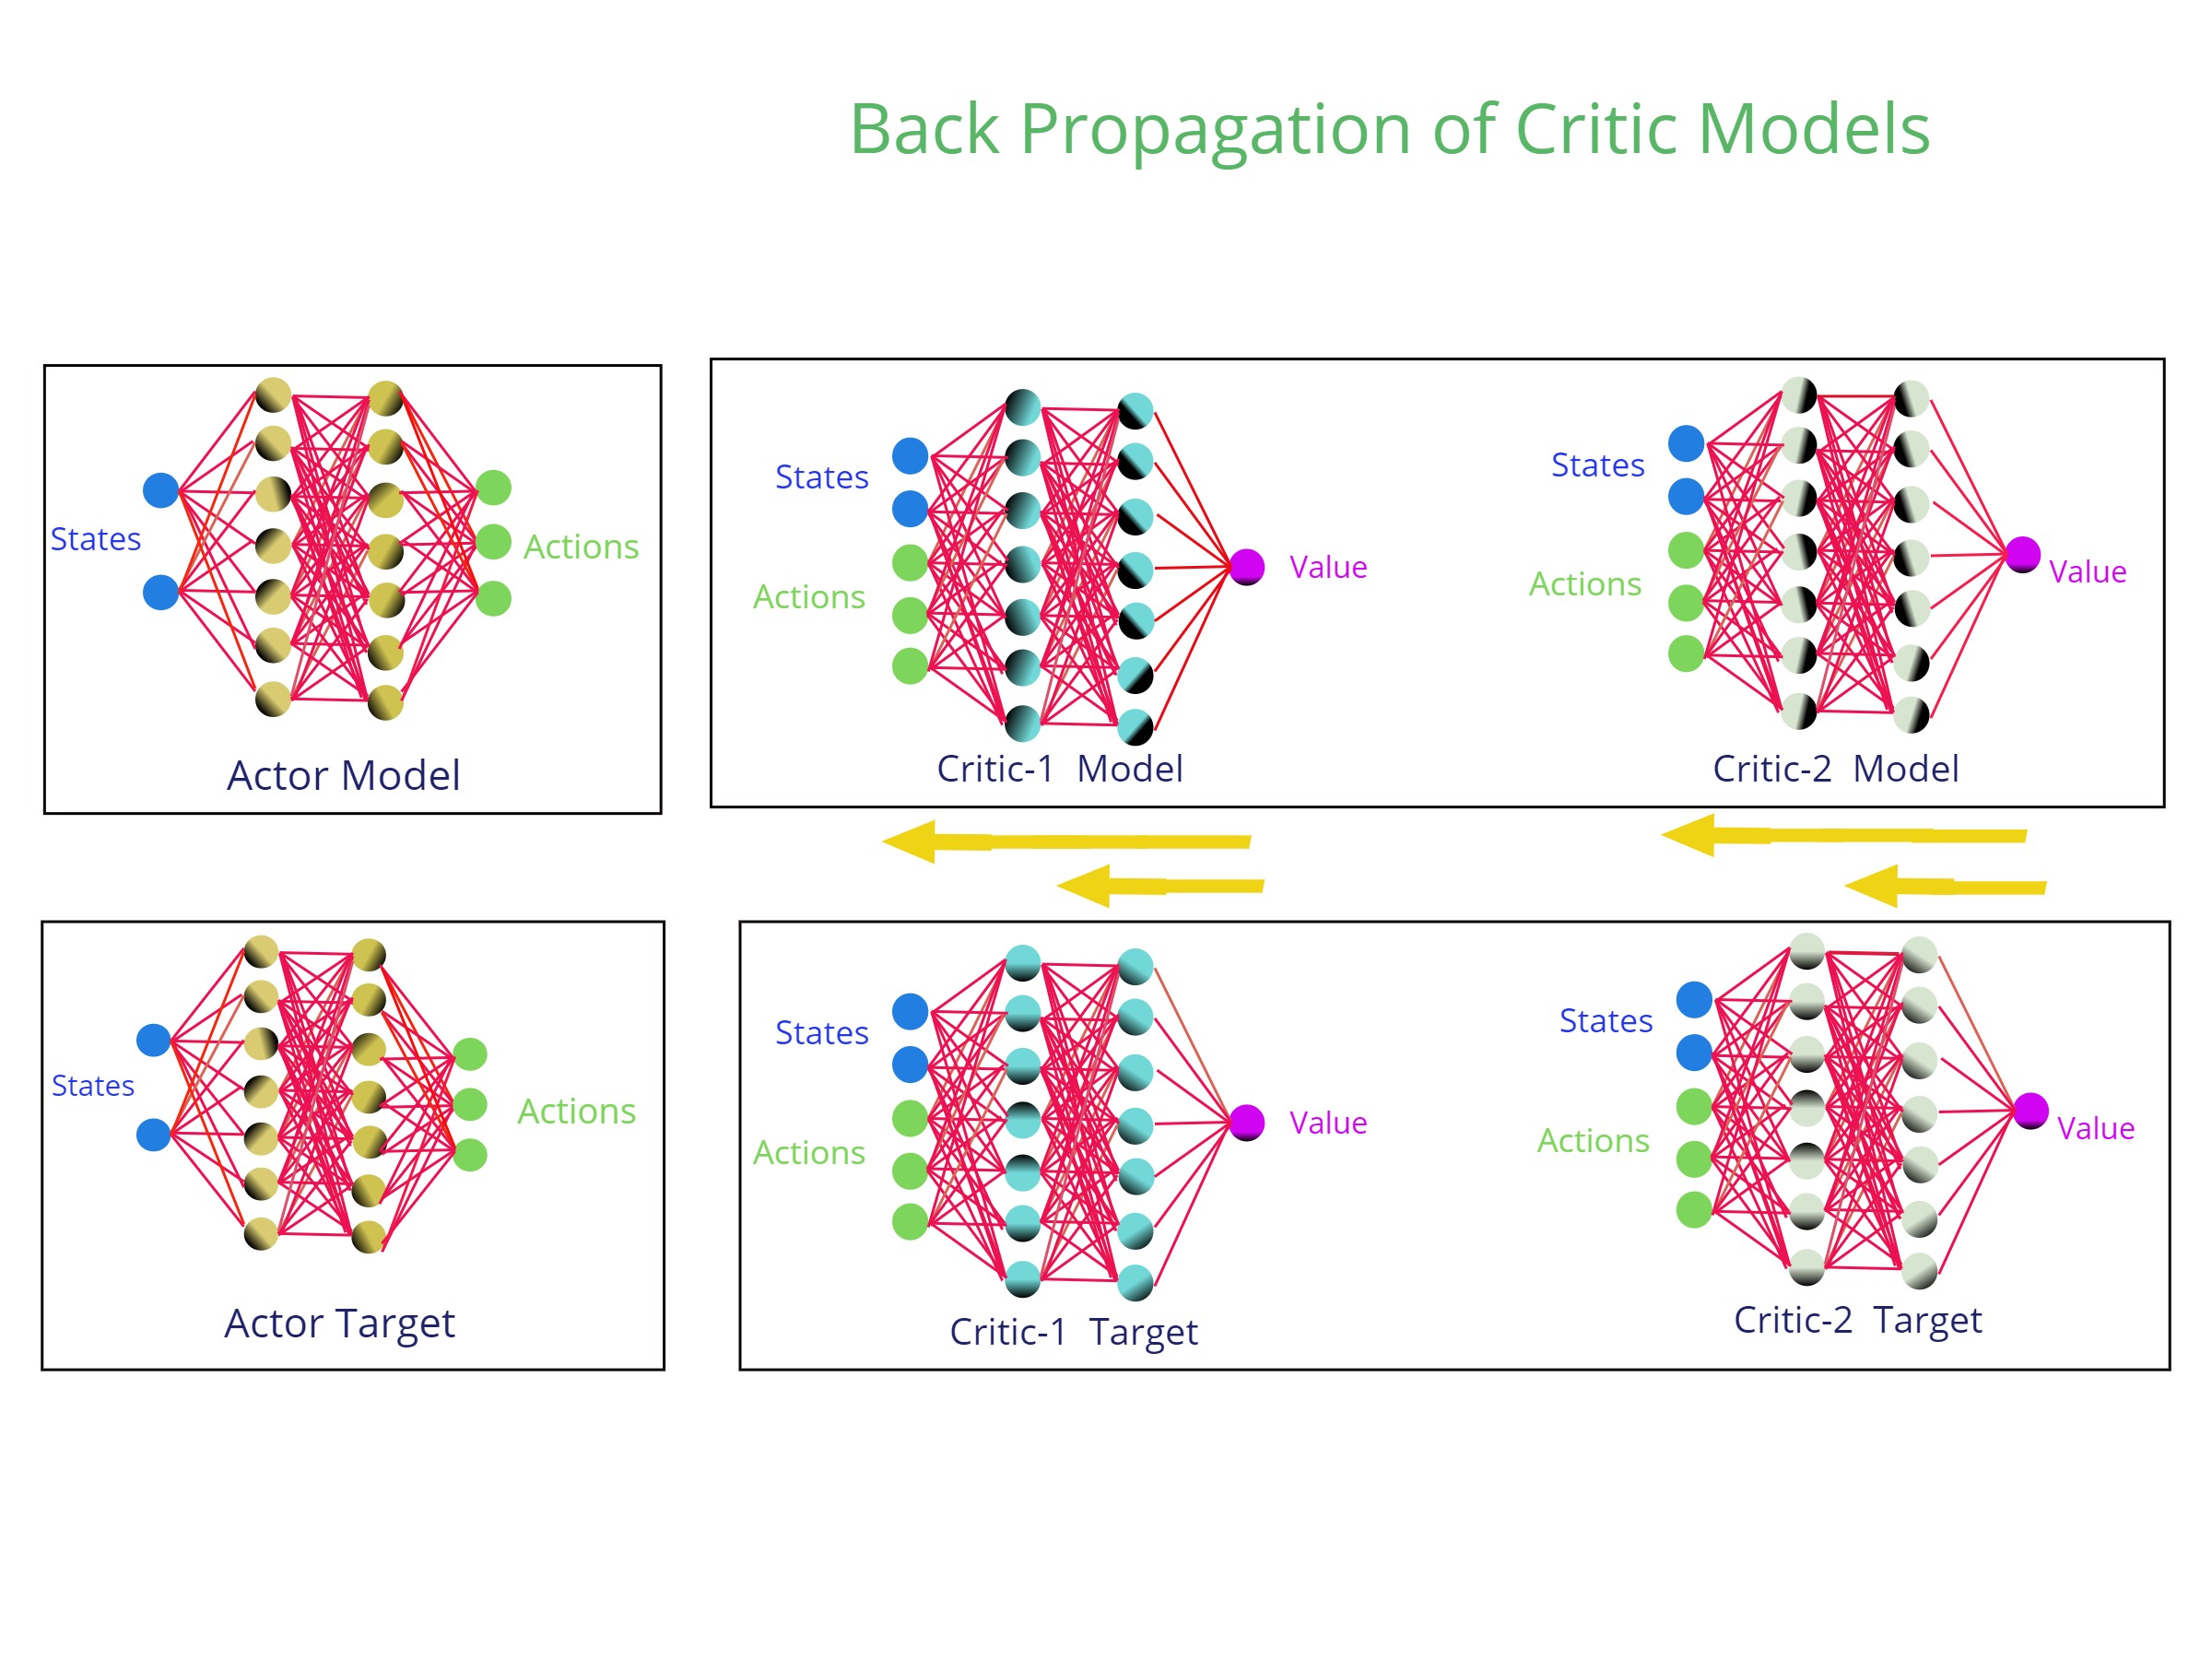 Back Propagation of Critic Models
States
Actions
Actor Model
States
Actions
Value
Critic-1 Model
States
Actions
Value
Critic-2 Model
States
Actions
Actor Target
States
Actions
Value
Critic-1 Target
States
Actions
Value
Critic-2 Target